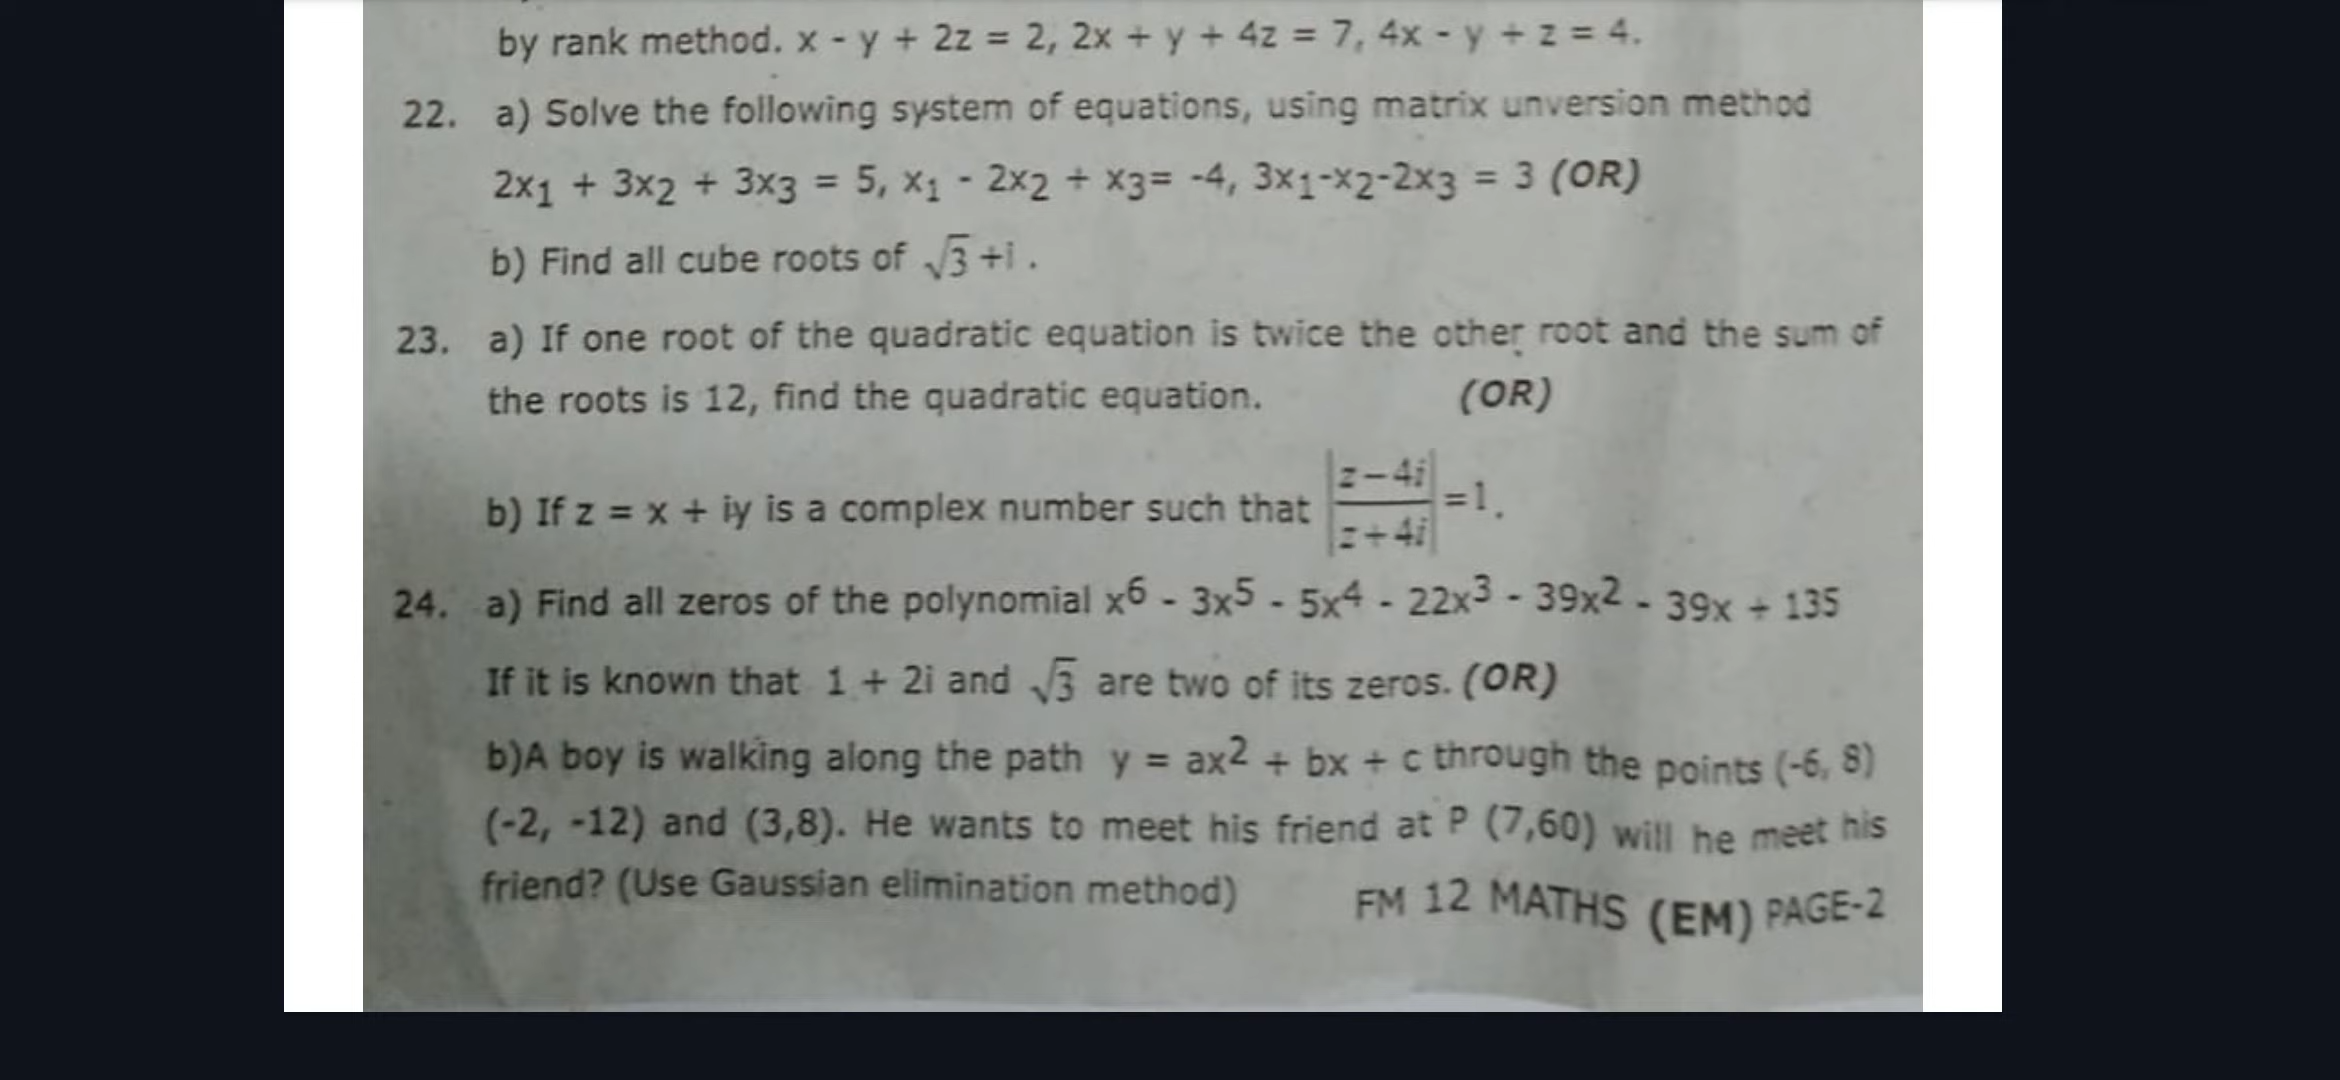 by rank method. x - y + 2z = 2, 2x + y + 4z = 7, 4x - y + z = 4.
22. a) Solve the following system of equations, using matrix unversion method
2x₁ + 3x₂ + 3x₃ = 5, x₁ - 2x₂ + x₃= -4, 3x₁-x₂-2x₃ = 3 (OR)
b) Find all cube roots of √3 +i .
23. a) If one root of the quadratic equation is twice the other root and the sum of
the roots is 12, find the quadratic equation. (OR)
b) If z = x + iy is a complex number such that |(z-4i)/(z+4i)| =1.
24. a) Find all zeros of the polynomial x⁶ - 3x⁵ - 5x⁴ - 22x³ - 39x² - 39x + 135
If it is known that 1 + 2i and √3 are two of its zeros. (OR)
b)A boy is walking along the path y = ax² + bx + c through the points (-6, 8)
(-2, -12) and (3,8). He wants to meet his friend at P (7,60) will he meet his
friend? (Use Gaussian elimination method)
FM 12 MATHS (EM) PAGE-2